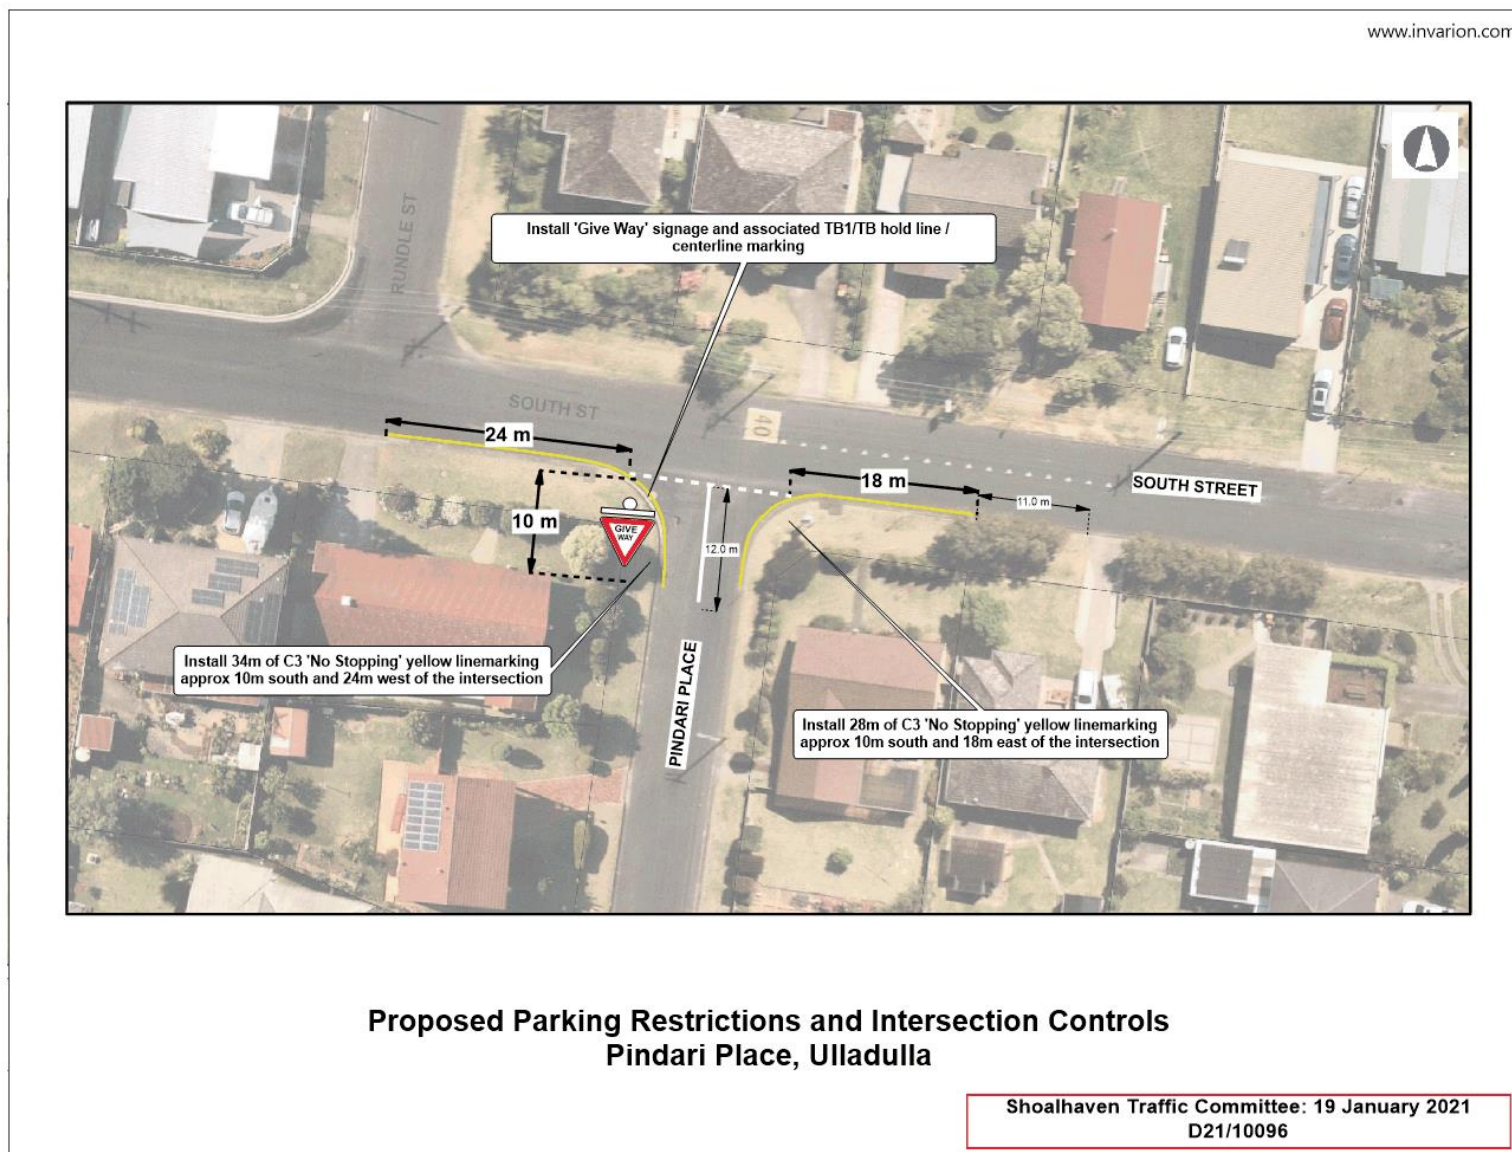 www.invarion.com
RUNDLE ST
Install 'Give Way' signage and associated TB1/TB hold line /
centerline marking
SOUTH ST
40
24 m
18 m
SOUTH STREET
11.0 m
10 m
GIVE
WAY
12.0 m
Install 34m of C3 'No Stopping' yellow linemarking
approx 10m south and 24m west of the intersection
PINDARI PLACE
Install 28m of C3 'No Stopping' yellow linemarking
approx 10m south and 18m east of the intersection
Proposed Parking Restrictions and Intersection Controls
Pindari Place, Ulladulla
Shoalhaven Traffic Committee: 19 January 2021
D21/10096